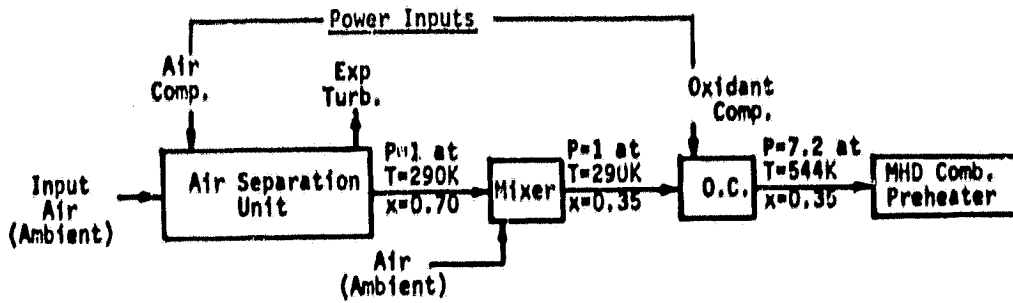 Power Inputs
Air
Comp.
Exp
Turb.
Oxidant
Comp.
Input
Air
(Ambient)
Air Separation
Unit
P=1 at
T=290K
x=0.70
Mixer
P=1 at
T=290K
x=0.35
O.C.
P=7.2 at
T=544K
x=0.35
MHD Comb.
Preheater
Air
(Ambient)